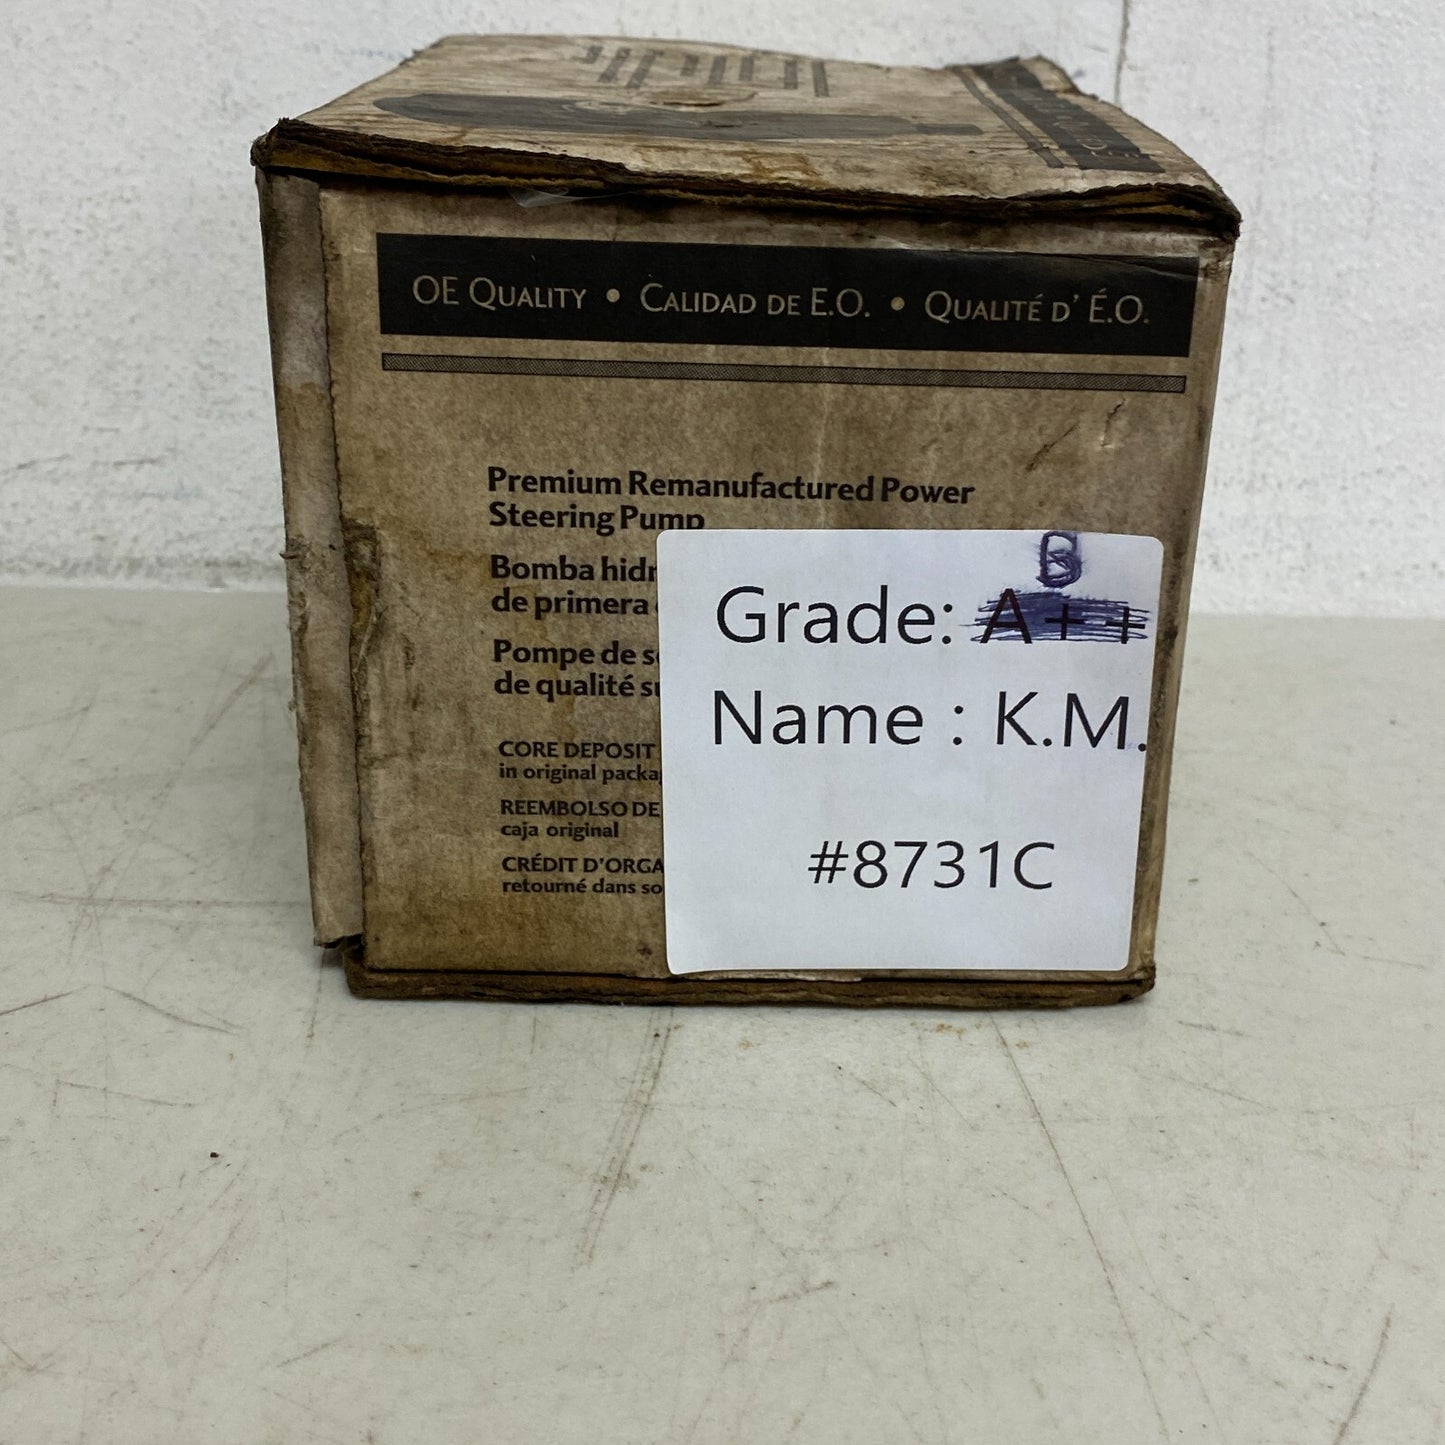 OE QUALITY • CALIDAD DE E.O. • QUALITÉ D' É.O.
Premium Remanufactured Power
Steering Pump
Bomba hidr
de primera
Pompe de s
de qualité su
CORE DEPOSIT
in original packa
REEMBOLSO DE
caja original
CRÉDIT D'ORGA
retourné dans so
B
Grade: A++
Name : K.M.
#8731C